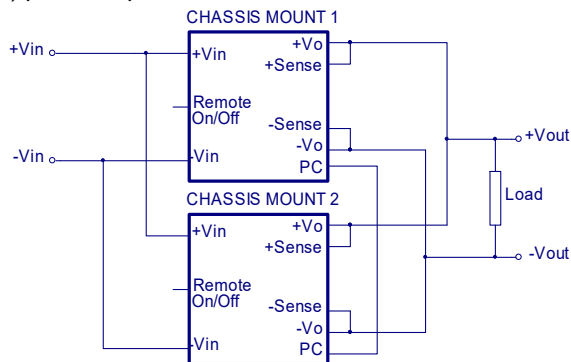 CHASSIS MOUNT 1
+Vin
+Vin
+Vo
+Sense
Remote
On/Off
-Sense
-Vo
PC
-Vin
-Vin
+Vout
Load
-Vout
CHASSIS MOUNT 2
+Vin
+Vo
+Sense
Remote
On/Off
-Sense
-Vo
PC
-Vin